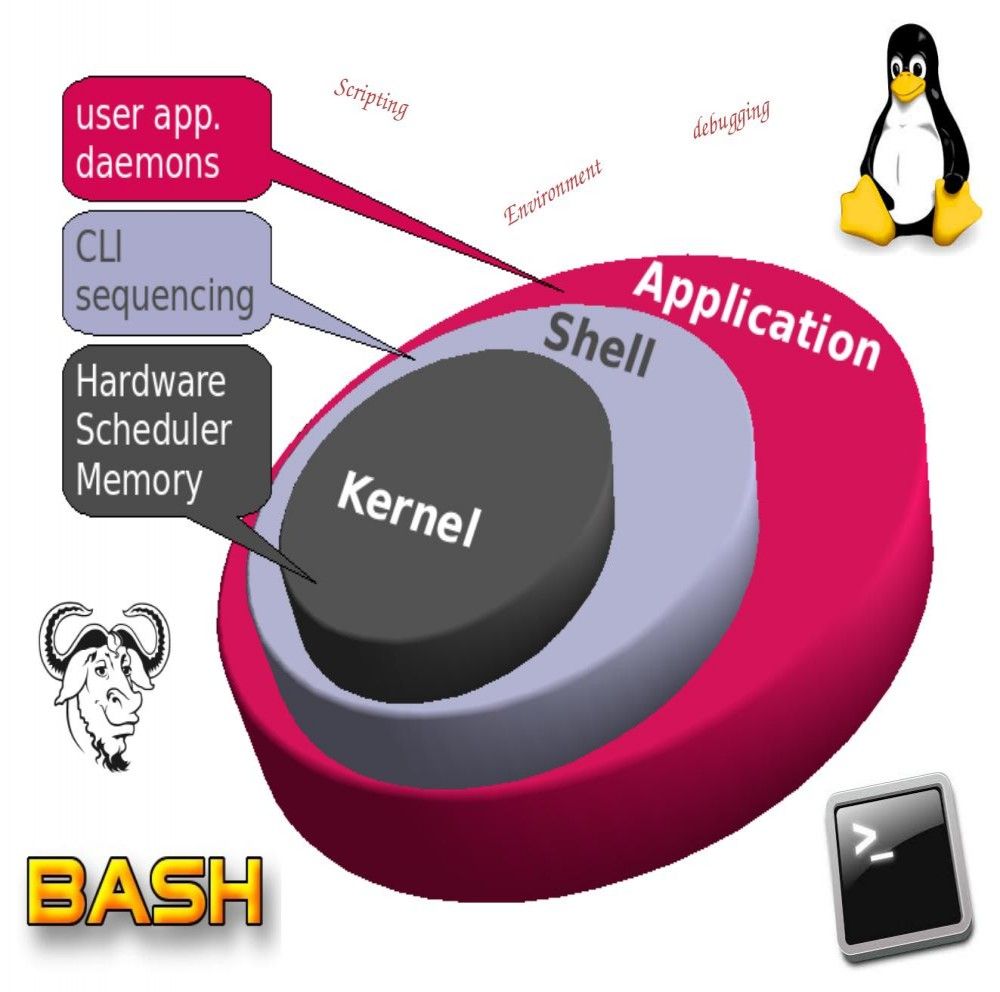 Scripting
debugging
Environment
user app.
daemons
CLI
sequencing
Hardware
Scheduler
Memory
Application
Shell
Kernel
BASH
>_